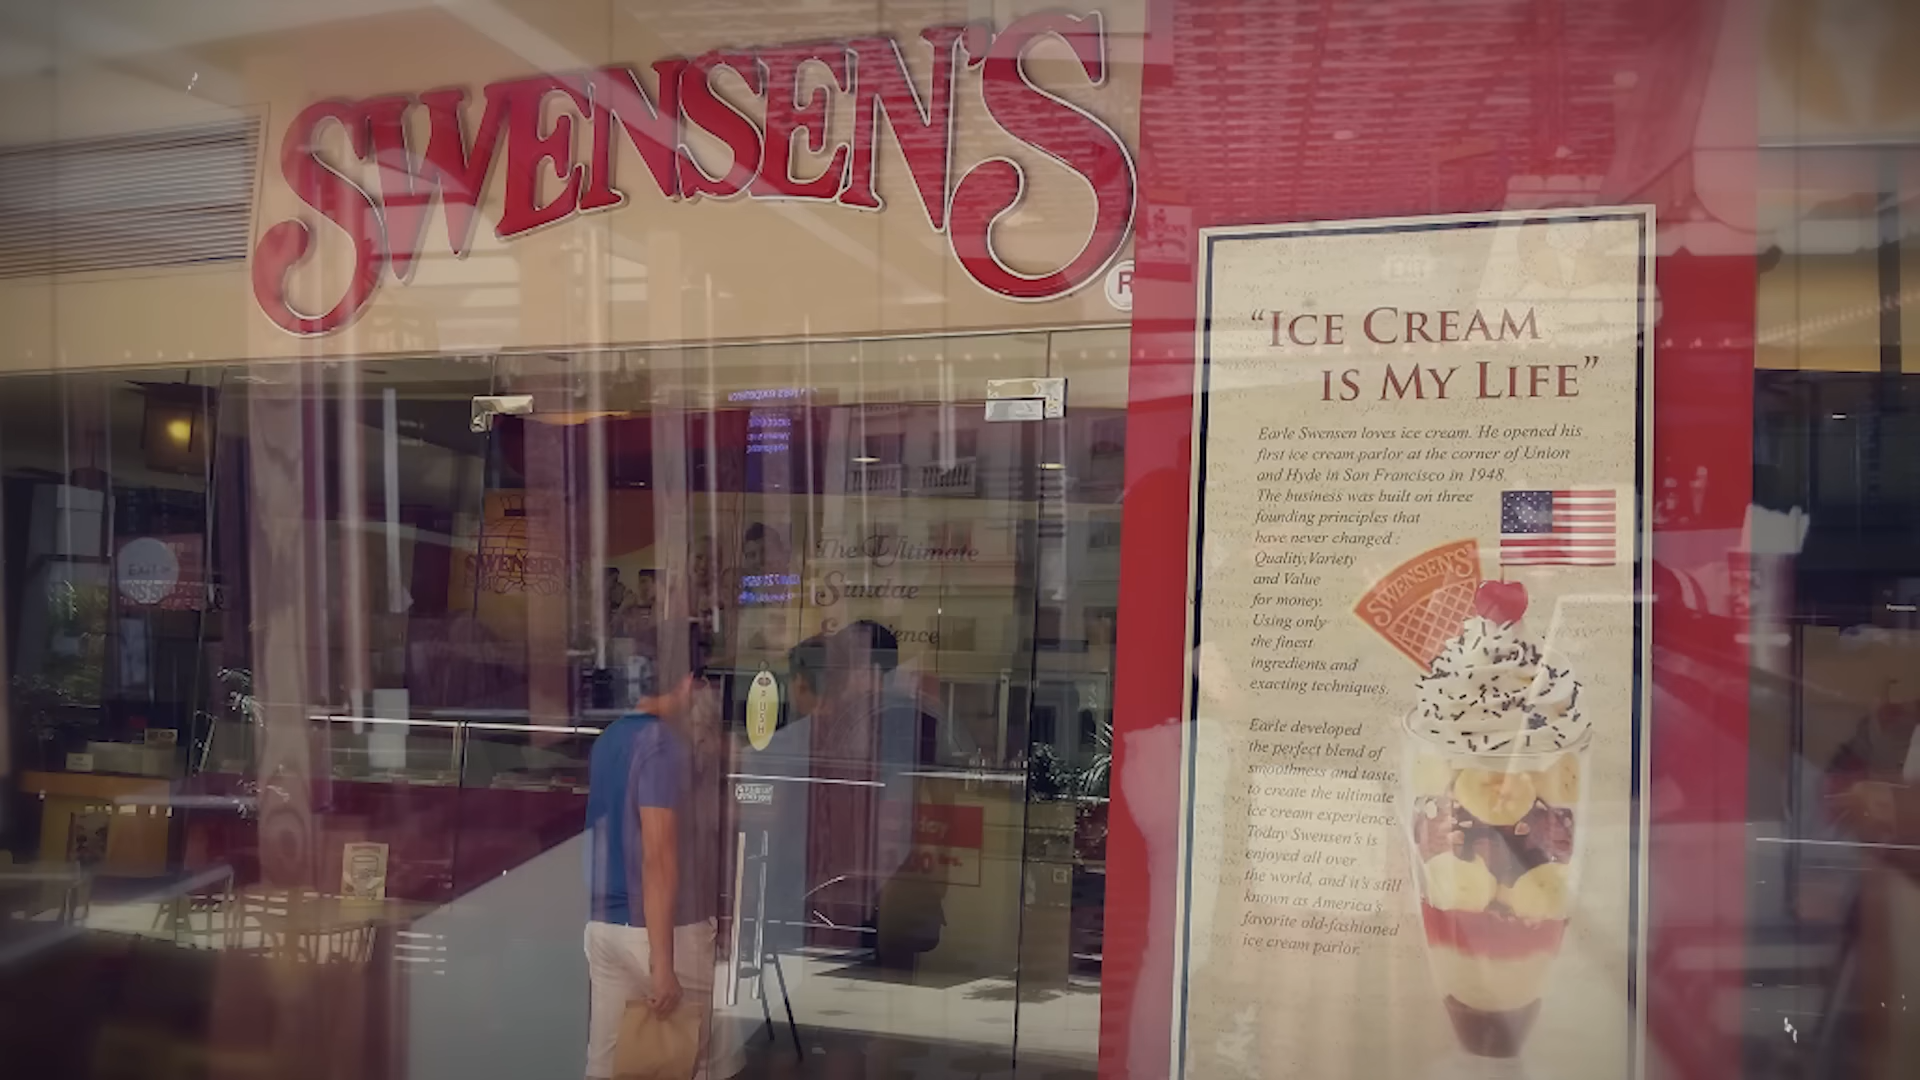 SWENSEN'S
R
"ICE CREAM
IS MY LIFE"
Earle Swensen loves ice cream. He opened his
first ice cream parlor at the corner of Union
and Hyde in San Francisco in 1948.
The business was built on three
founding principles that
have never changed :
Quality, Variety
and Value
for money.
Using only
the finest
ingredients and
exacting techniques.
Earle developed
the perfect blend of
smoothness and taste,
to create the ultimate
ice cream experience.
Today Swensen's is
enjoyed all over
the world, and it's still
known as America's
favorite old-fashioned
ice cream parlor.
SWENSEN'S
The Ultimate
Sundae
SWENSEN'S
PUSH